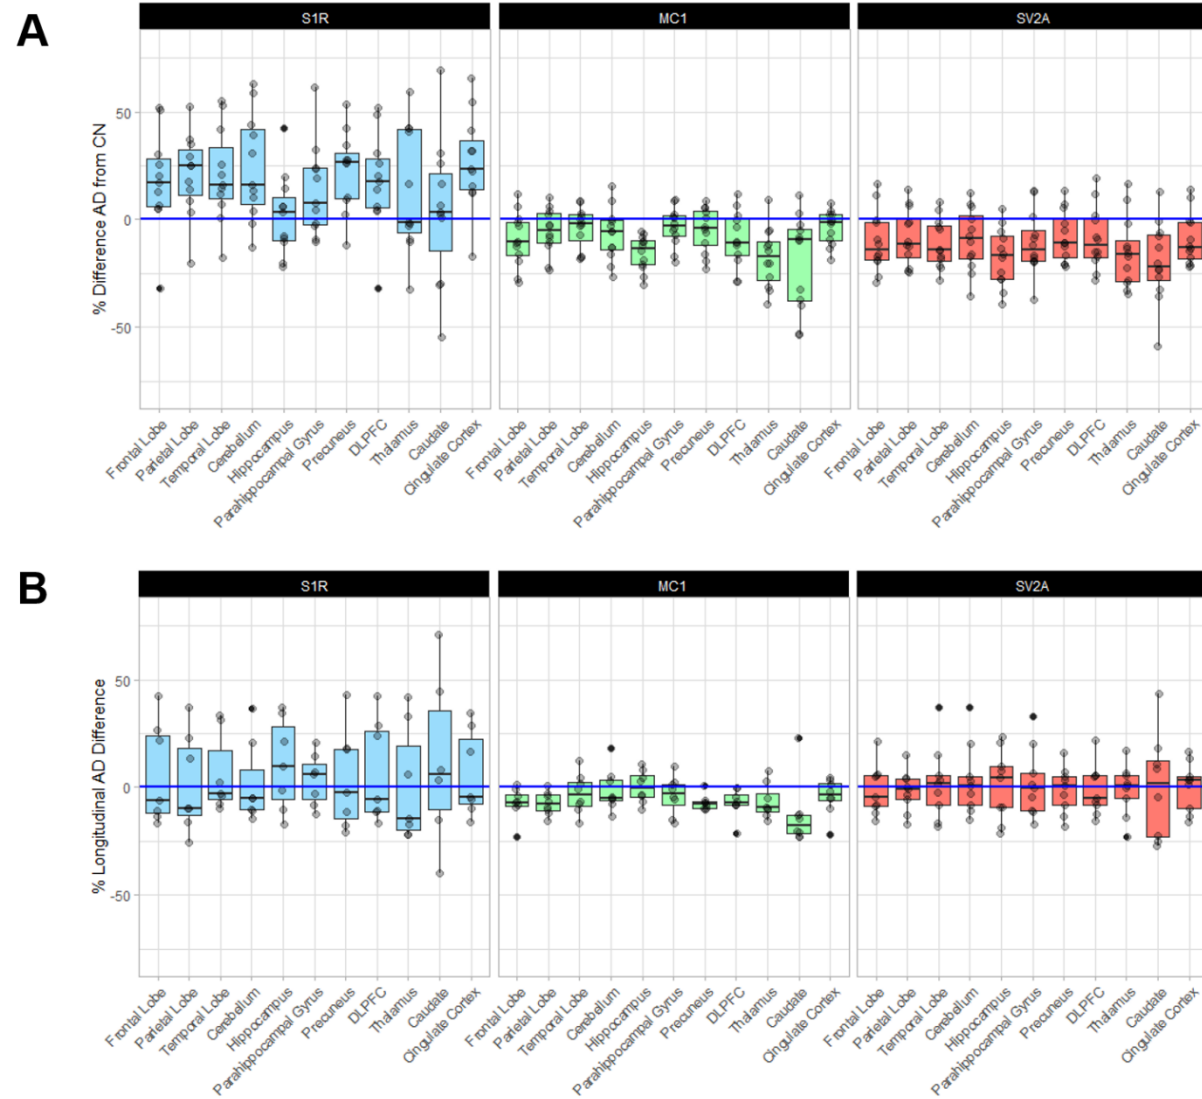 A
S1R
MC1
SV2A
% Difference AD from CN
50
0
-50
Frontal Lobe
Parietal Lobe
Temporal Lobe
Cerebellum
Hippocampus
Parahippocampal Gyrus
Precuneus
DLPFC
Thalamus
Caudate
Cingulate Cortex
Frontal Lobe
Parietal Lobe
Temporal Lobe
Cerebellum
Hippocampus
Parahippocampal Gyrus
Precuneus
DLPFC
Thalamus
Caudate
Cingulate Cortex
Frontal Lobe
Parietal Lobe
Temporal Lobe
Cerebellum
Hippocampus
Parahippocampal Gyrus
Precuneus
DLPFC
Thalamus
Caudate
Cingulate Cortex
B
S1R
MC1
SV2A
% Longitudinal AD Difference
50
0
-50
Frontal Lobe
Parietal Lobe
Temporal Lobe
Cerebellum
Hippocampus
Parahippocampal Gyrus
Precuneus
DLPFC
Thalamus
Caudate
Cingulate Cortex
Frontal Lobe
Parietal Lobe
Temporal Lobe
Cerebellum
Hippocampus
Parahippocampal Gyrus
Precuneus
DLPFC
Thalamus
Caudate
Cingulate Cortex
Frontal Lobe
Parietal Lobe
Temporal Lobe
Cerebellum
Hippocampus
Parahippocampal Gyrus
Precuneus
DLPFC
Thalamus
Caudate
Cingulate Cortex